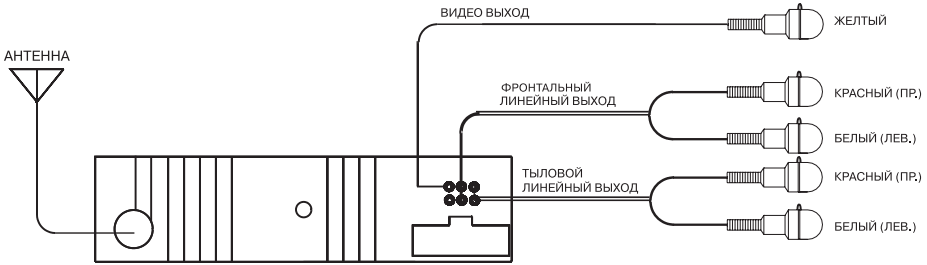 ВИДЕО ВЫХОД
ЖЕЛТЫЙ
АНТЕННА
ФРОНТАЛЬНЫЙ
ЛИНЕЙНЫЙ ВЫХОД
КРАСНЫЙ (ПР.)
БЕЛЫЙ (ЛЕВ.)
ТЫЛОВОЙ
ЛИНЕЙНЫЙ ВЫХОД
КРАСНЫЙ (ПР.)
БЕЛЫЙ (ЛЕВ.)